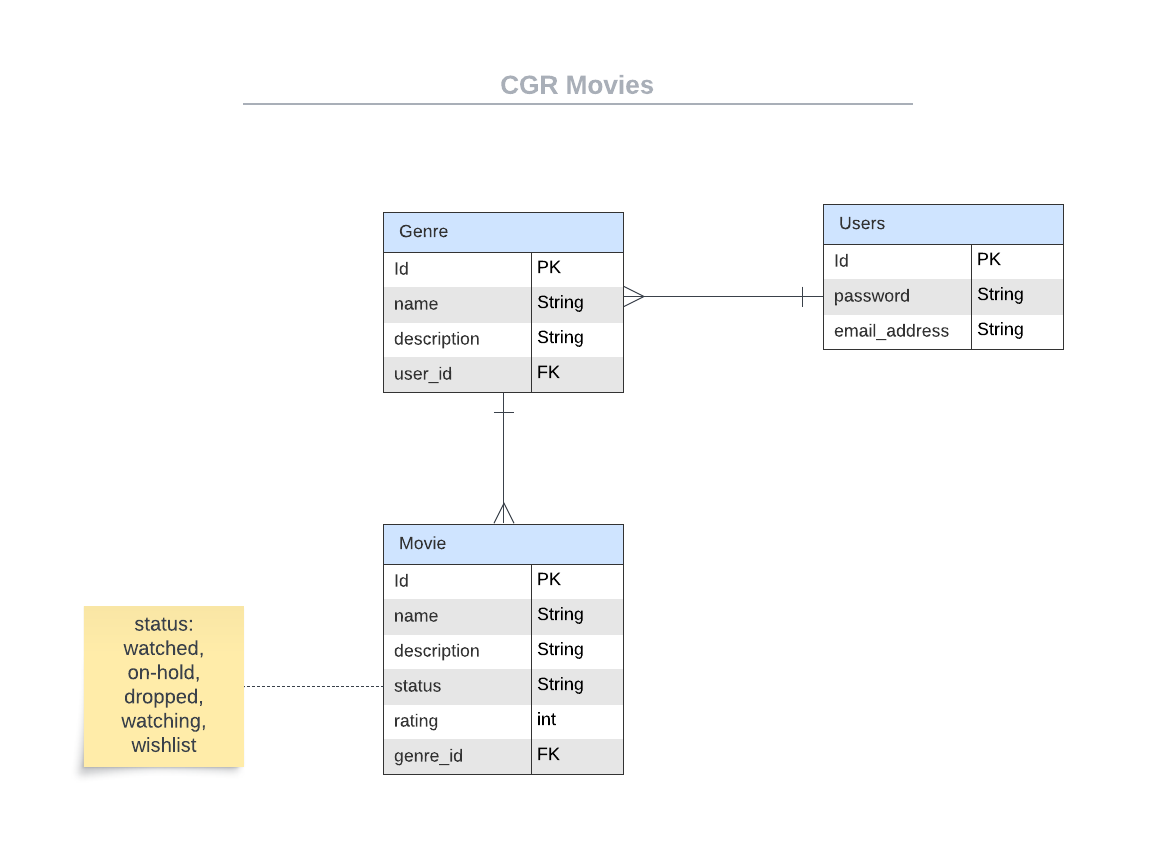 CGR Movies
Genre
Id PK
name String
description String
user_id FK
Users
Id PK
password String
email_address String
Movie
Id PK
name String
description String
status String
rating int
genre_id FK
status:
watched,
on-hold,
dropped,
watching,
wishlist